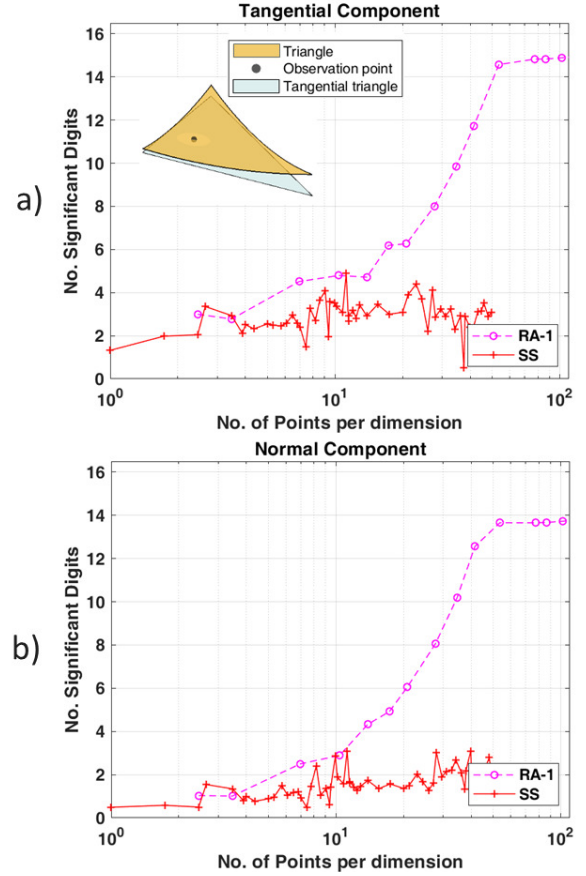 Tangential Component
16
14
12
10
8
6
4
2
0
No. Significant Digits
a)
Triangle
Observation point
Tangential triangle
RA-1
SS
10^0
10^1
10^2
No. of Points per dimension
Normal Component
16
14
12
10
8
6
4
2
0
No. Significant Digits
b)
RA-1
SS
10^0
10^1
10^2
No. of Points per dimension